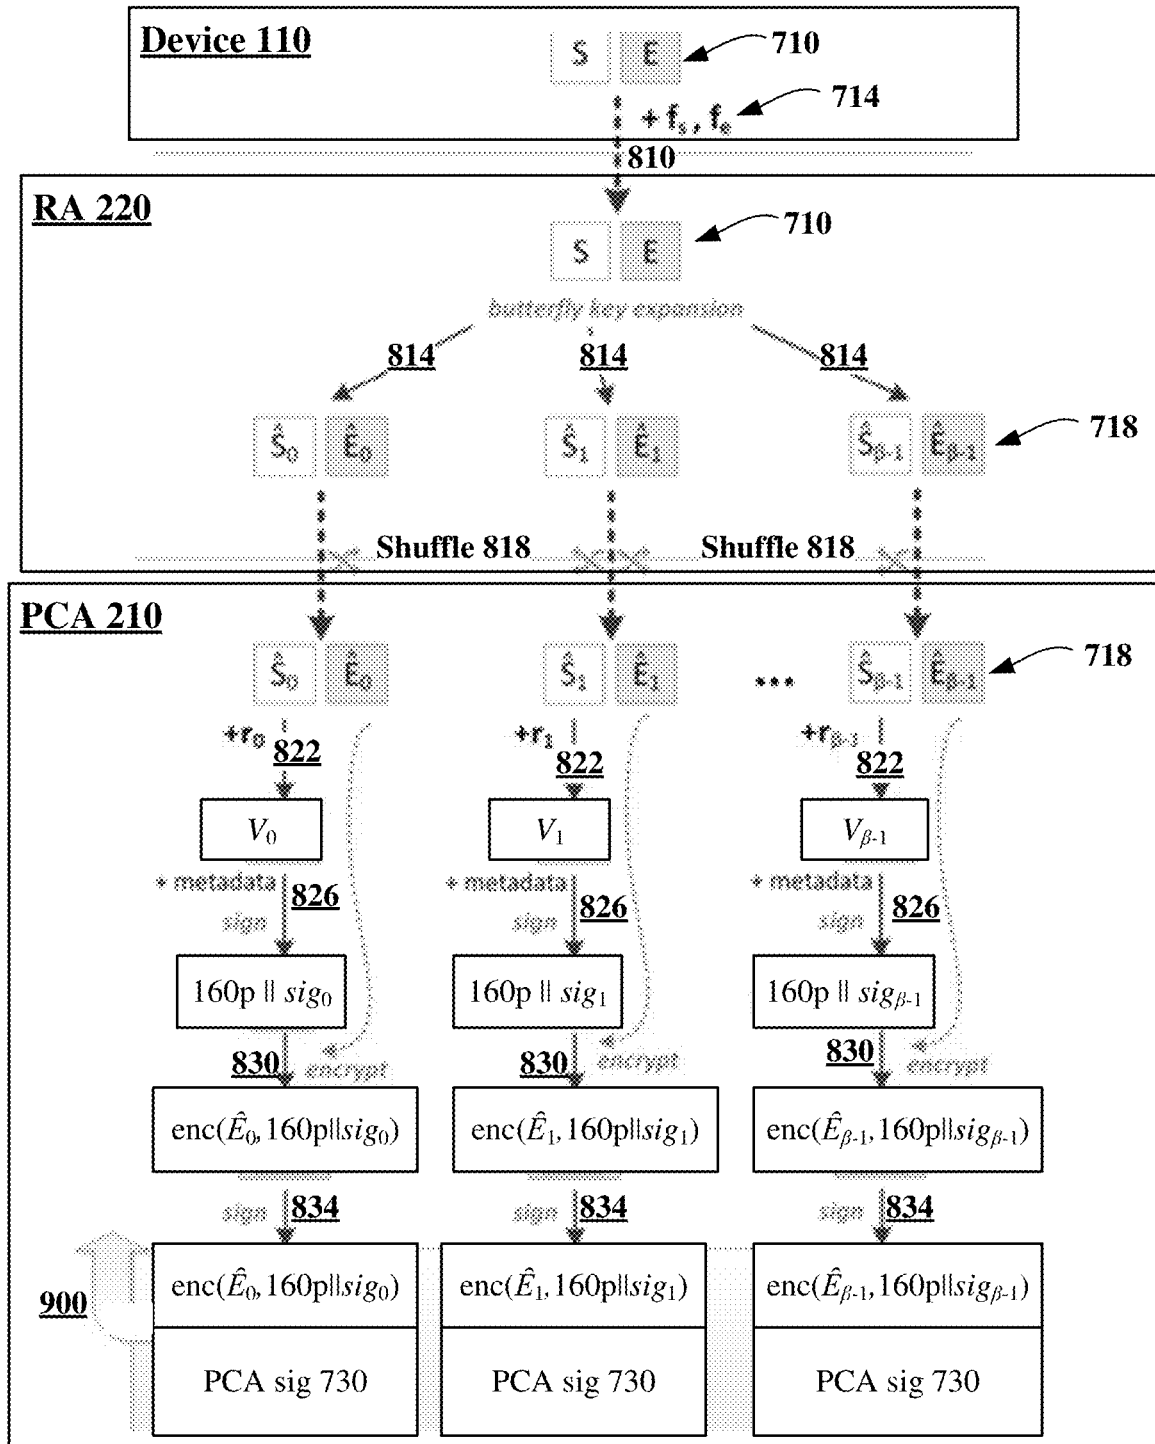 Device 110
S E 710
+ fs, fe 714
810
RA 220
S E 710
butterfly key expansion
814 814 814
Ŝ0 Ê0 Ŝ1 Ê1 Ŝβ-1 Êβ-1 718
Shuffle 818 Shuffle 818
PCA 210
Ŝ0 Ê0 Ŝ1 Ê1 ... Ŝβ-1 Êβ-1 718
+r0 822 +r1 822 +rβ-1 822
V0 V1 Vβ-1
+ metadata + metadata + metadata
826 826 826
sign sign sign
160p || sig0 160p || sig1 160p || sigβ-1
830 encrypt 830 encrypt 830 encrypt
enc(Ê0, 160p||sig0) enc(Ê1, 160p||sig1) enc(Êβ-1, 160p||sigβ-1)
sign 834 sign 834 sign 834
enc(Ê0, 160p||sig0) enc(Ê1, 160p||sig1) enc(Êβ-1, 160p||sigβ-1)
900
PCA sig 730 PCA sig 730 PCA sig 730